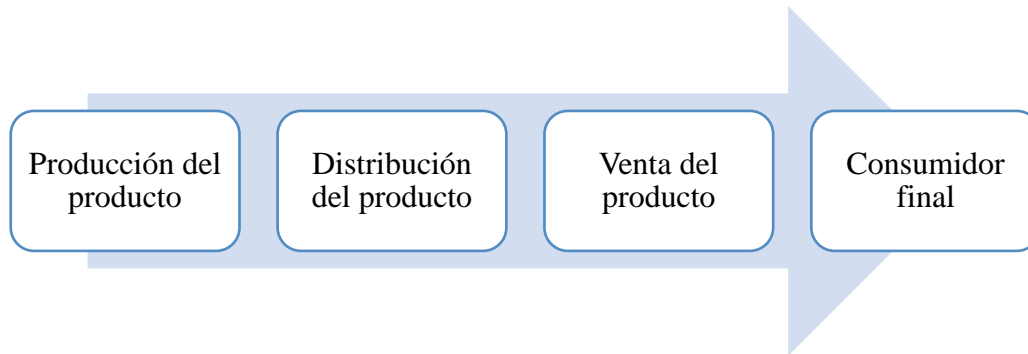 Producción del
producto
Distribución
del producto
Venta del
producto
Consumidor
final